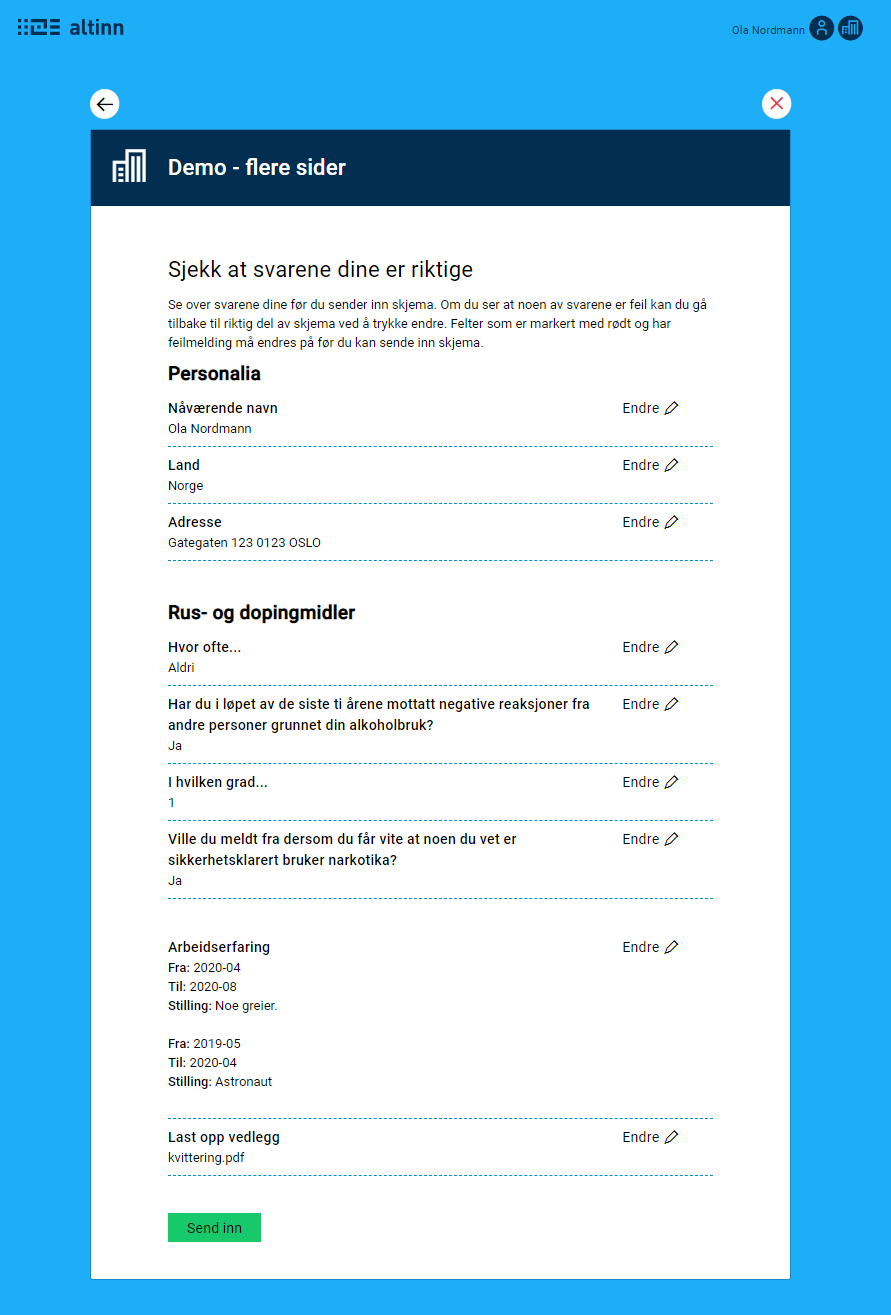 altinn
Ola Nordmann
Demo - flere sider
Sjekk at svarene dine er riktige
Se over svarene dine før du sender inn skjema. Om du ser at noen av svarene er feil kan du gå
tilbake til riktig del av skjema ved å trykke endre. Felter som er markert med rødt og har
feilmelding må endres på før du kan sende inn skjema.
Personalia
Nåværende navn
Endre
Ola Nordmann
Land
Endre
Norge
Adresse
Endre
Gategaten 123 0123 OSLO
Rus- og dopingmidler
Hvor ofte...
Endre
Aldri
Har du i løpet av de siste ti årene mottatt negative reaksjoner fra
Endre
andre personer grunnet din alkoholbruk?
Ja
I hvilken grad...
Endre
1
Ville du meldt fra dersom du får vite at noen du vet er
Endre
sikkerhetsklarert bruker narkotika?
Ja
Arbeidserfaring
Endre
Fra: 2020-04
Til: 2020-08
Stilling: Noe greier.
Fra: 2019-05
Til: 2020-04
Stilling: Astronaut
Last opp vedlegg
Endre
kvittering.pdf
Send inn